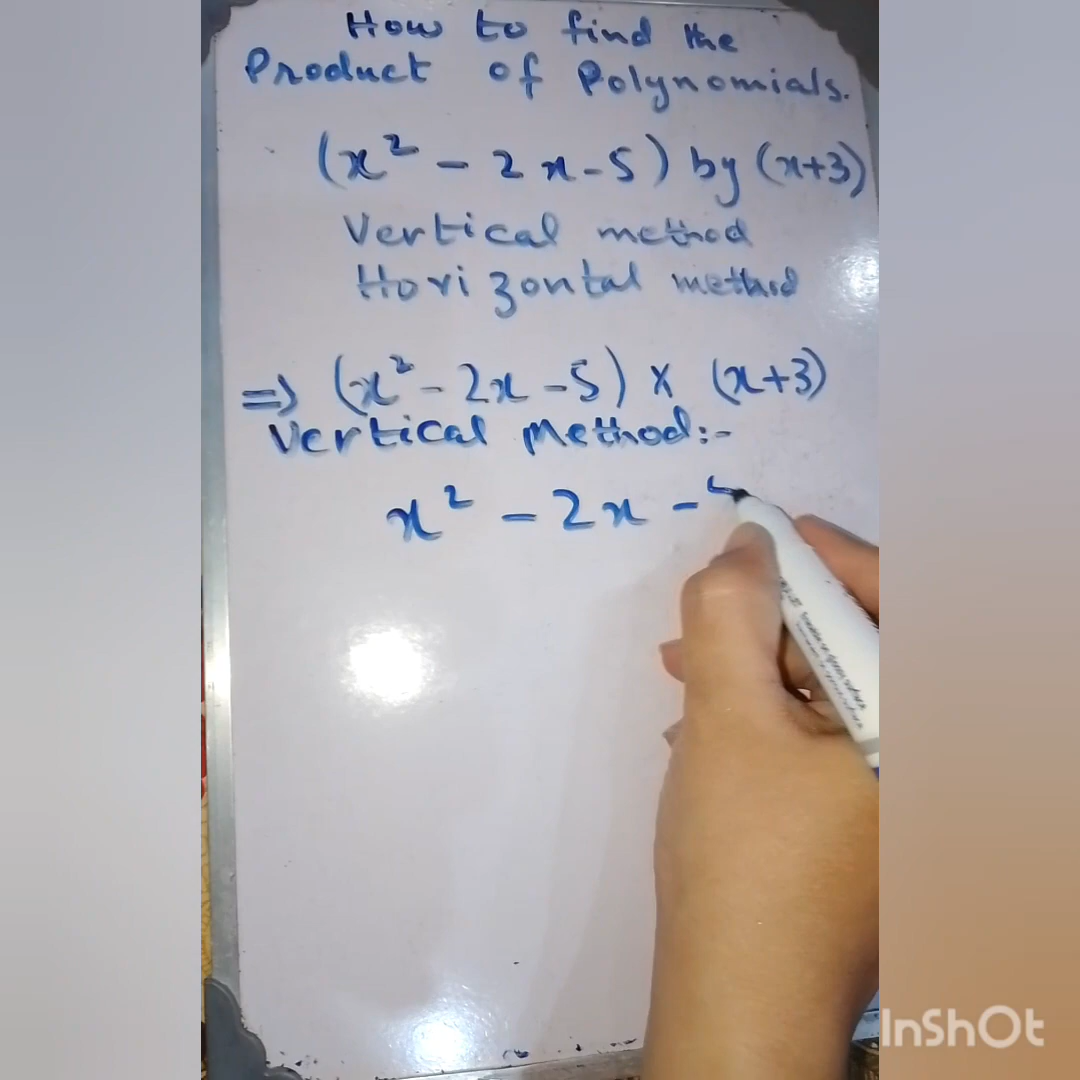 How to find the
Product of Polynomials.
(x² - 2x-5) by (x+3)
Vertical method
Horizontal method
=> (x² - 2x - 5) × (x+3)
Vertical Method:-
x² - 2x -
InShOt